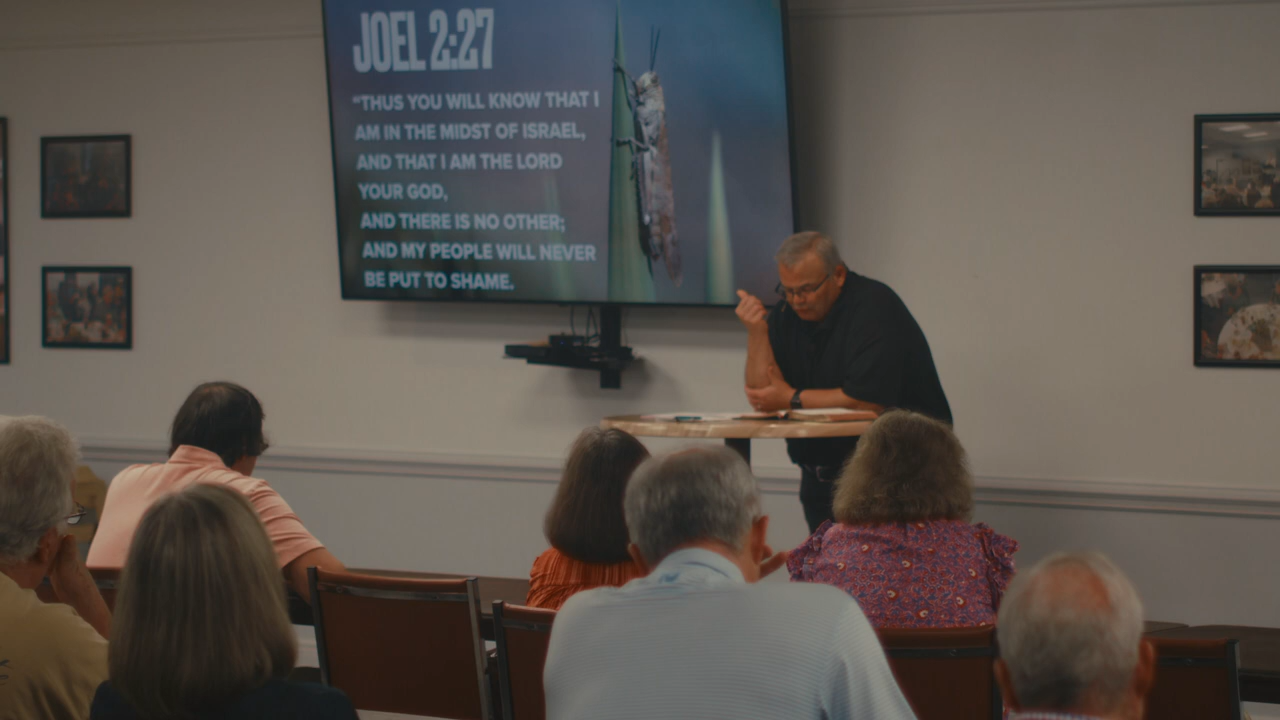 JOEL 2:27
“THUS YOU WILL KNOW THAT I
AM IN THE MIDST OF ISRAEL,
AND THAT I AM THE LORD
YOUR GOD,
AND THERE IS NO OTHER;
AND MY PEOPLE WILL NEVER
BE PUT TO SHAME.